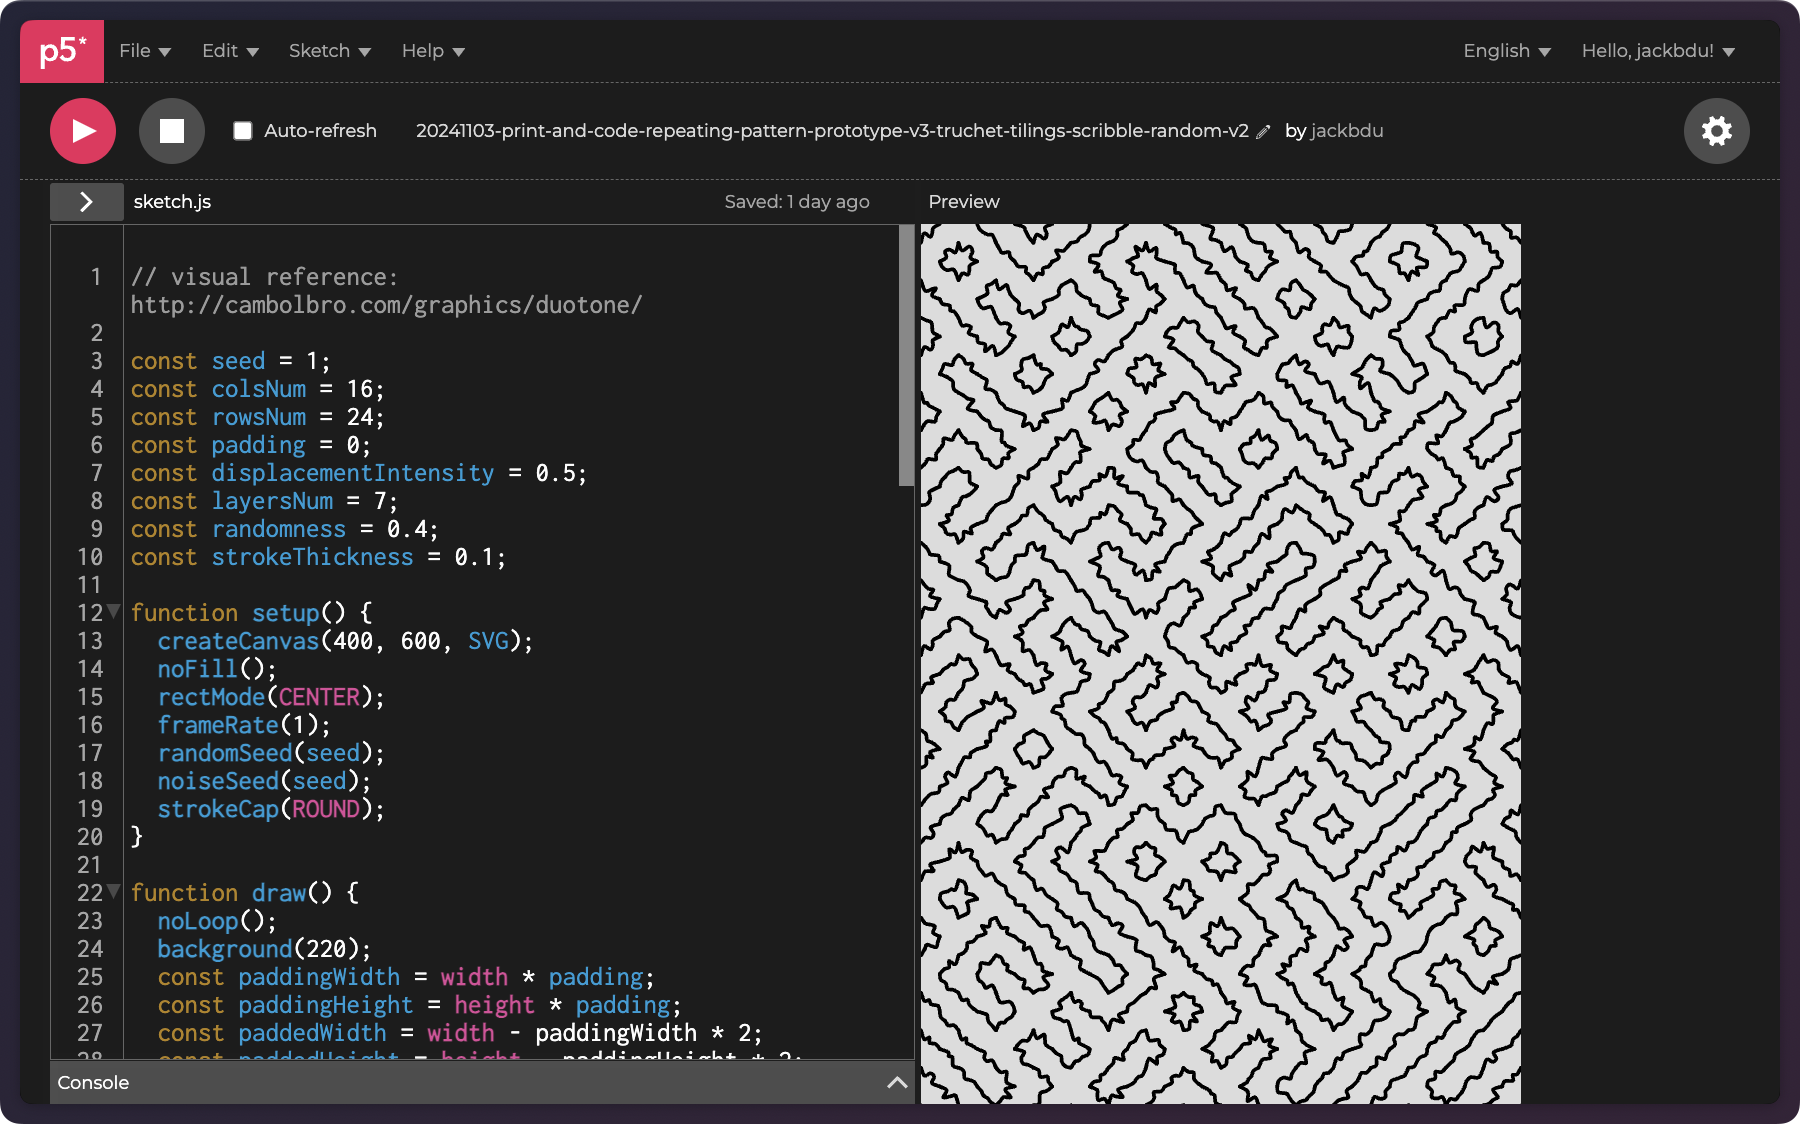 p5*
File Edit Sketch Help English Hello, jackbdu!
Auto-refresh 20241103-print-and-code-repeating-pattern-prototype-v3-truchet-tilings-scribble-random-v2 by jackbdu
sketch.js Saved: 1 day ago Preview
1 // visual reference:
http://cambolbro.com/graphics/duotone/
2
3 const seed = 1;
4 const colsNum = 16;
5 const rowsNum = 24;
6 const padding = 0;
7 const displacementIntensity = 0.5;
8 const layersNum = 7;
9 const randomness = 0.4;
10 const strokeThickness = 0.1;
11
12 function setup() {
13 createCanvas(400, 600, SVG);
14 noFill();
15 rectMode(CENTER);
16 frameRate(1);
17 randomSeed(seed);
18 noiseSeed(seed);
19 strokeCap(ROUND);
20 }
21
22 function draw() {
23 noLoop();
24 background(220);
25 const paddingWidth = width * padding;
26 const paddingHeight = height * padding;
27 const paddedWidth = width - paddingWidth * 2;
28 const paddedHeight = height - paddingHeight * 2;
Console